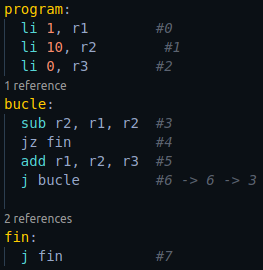 program:
li 1, r1 #0
li 10, r2 #1
li 0, r3 #2
1 reference
bucle:
sub r2, r1, r2 #3
jz fin #4
add r1, r2, r3 #5
j bucle #6 -> 6 -> 3
2 references
fin:
j fin #7